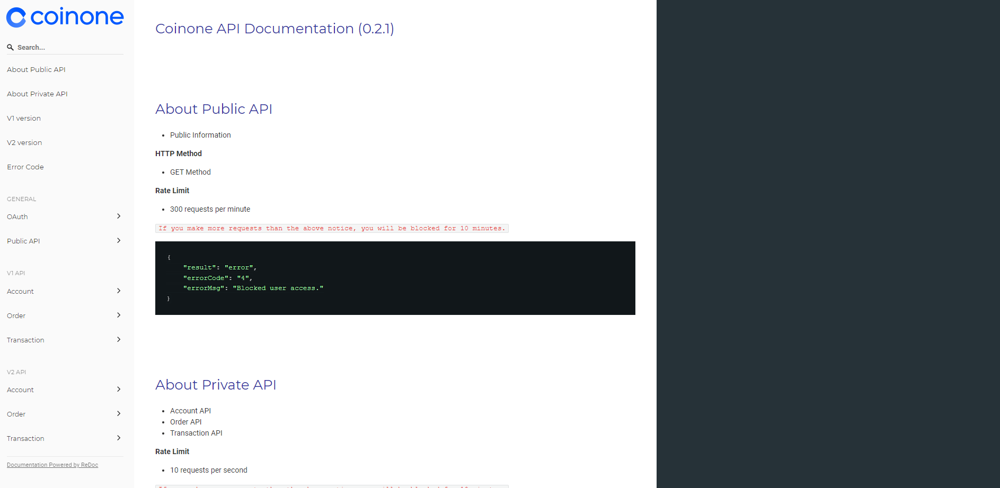 coinone
Search...
About Public API
About Private API
V1 version
V2 version
Error Code
GENERAL
OAuth
Public API
V1 API
Account
Order
Transaction
V2 API
Account
Order
Transaction
Documentation Powered by ReDoc
Coinone API Documentation (0.2.1)
About Public API
Public Information
HTTP Method
GET Method
Rate Limit
300 requests per minute
If you make more requests than the above notice, you will be blocked for 10 minutes.
{
"result": "error",
"errorCode": "4",
"errorMsg": "Blocked user access."
}
About Private API
Account API
Order API
Transaction API
Rate Limit
10 requests per second